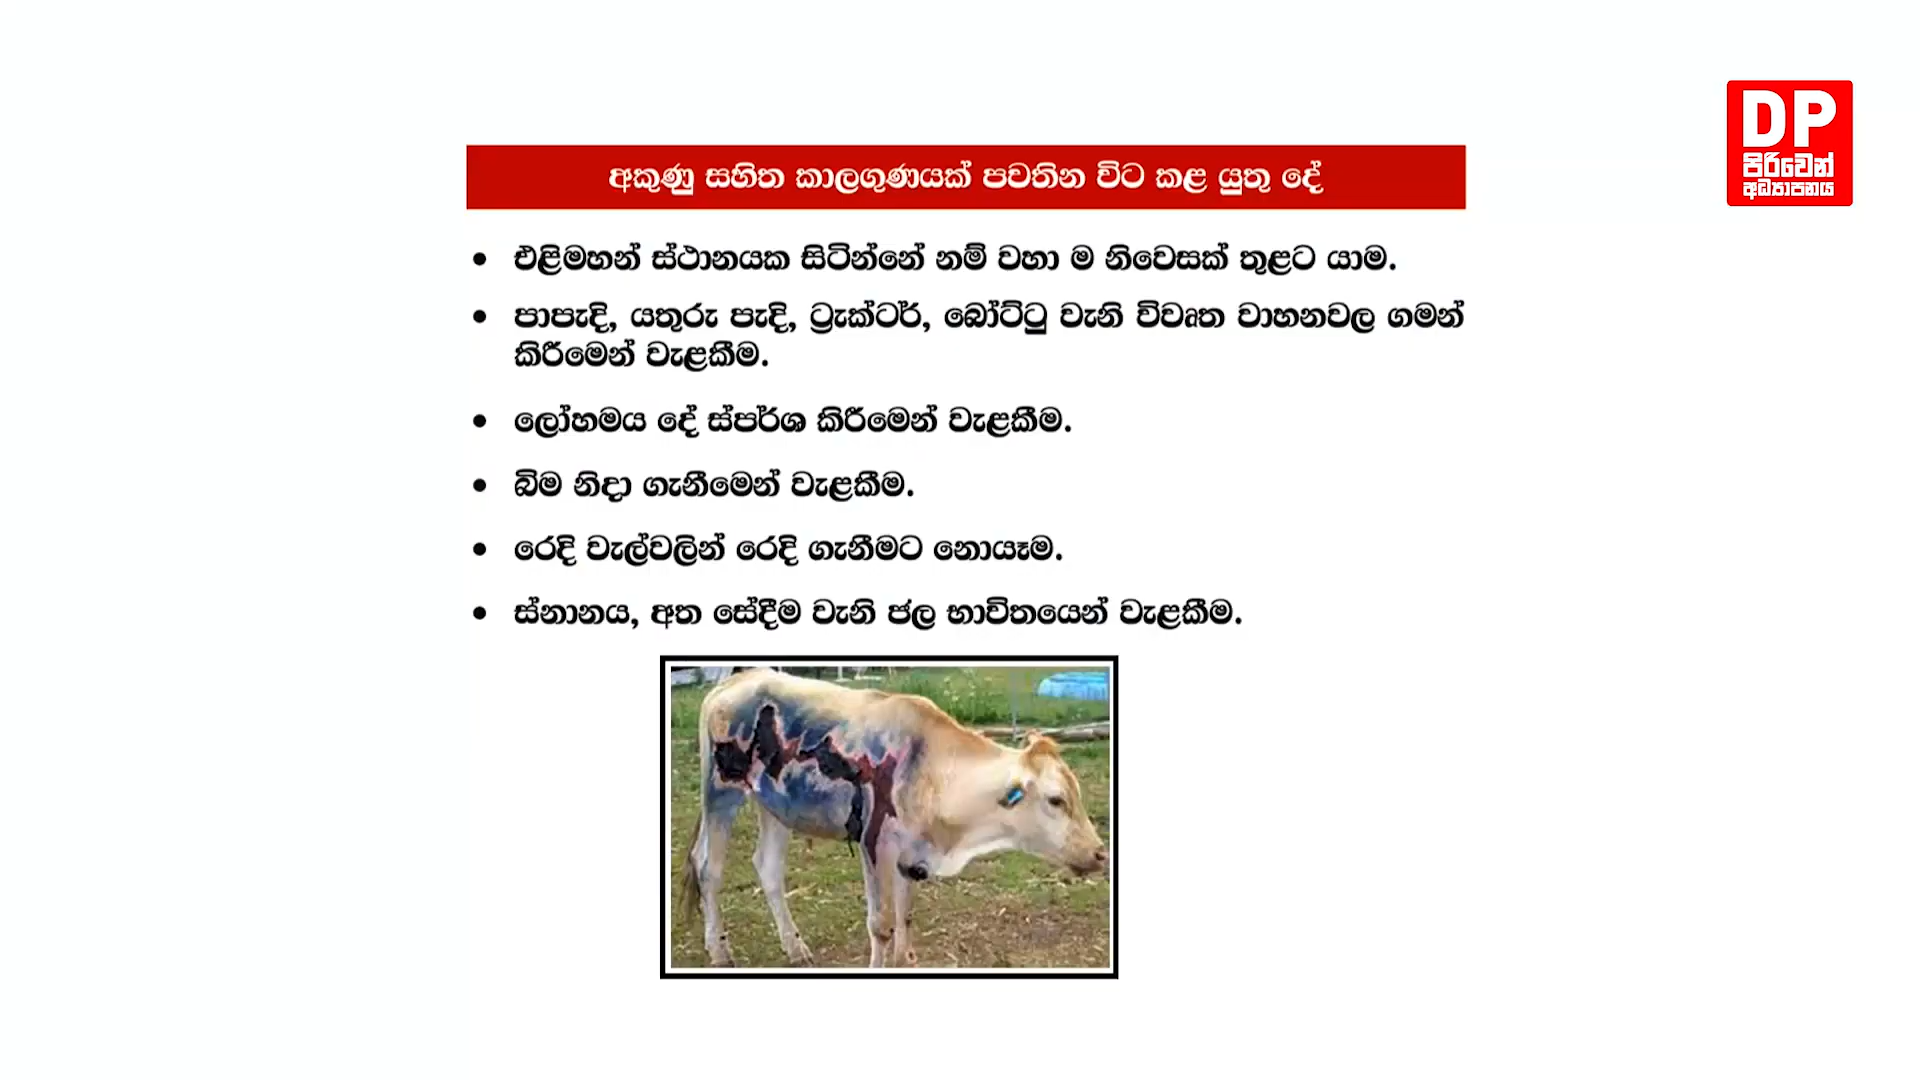 DP
පිරිවෙන්
අධ්‍යාපනය
අකුණු සහිත කාලගුණයක් පවතින විට කළ යුතු දේ
• එළිමහන් ස්ථානයක සිටින්නේ නම් වහා ම නිවෙසක් තුළට යාම.
• පාපැදි, යතුරු පැදි, ට්‍රැක්ටර්, බෝට්ටු වැනි විවෘත වාහනවල ගමන්
කිරීමෙන් වැළකීම.
• ලෝහමය දේ ස්පර්ශ කිරීමෙන් වැළකීම.
• බිම නිදා ගැනීමෙන් වැළකීම.
• රෙදි වැල්වලින් රෙදි ගැනීමට නොයෑම.
• ස්නානය, අත සේදීම වැනි ජල භාවිතයෙන් වැළකීම.